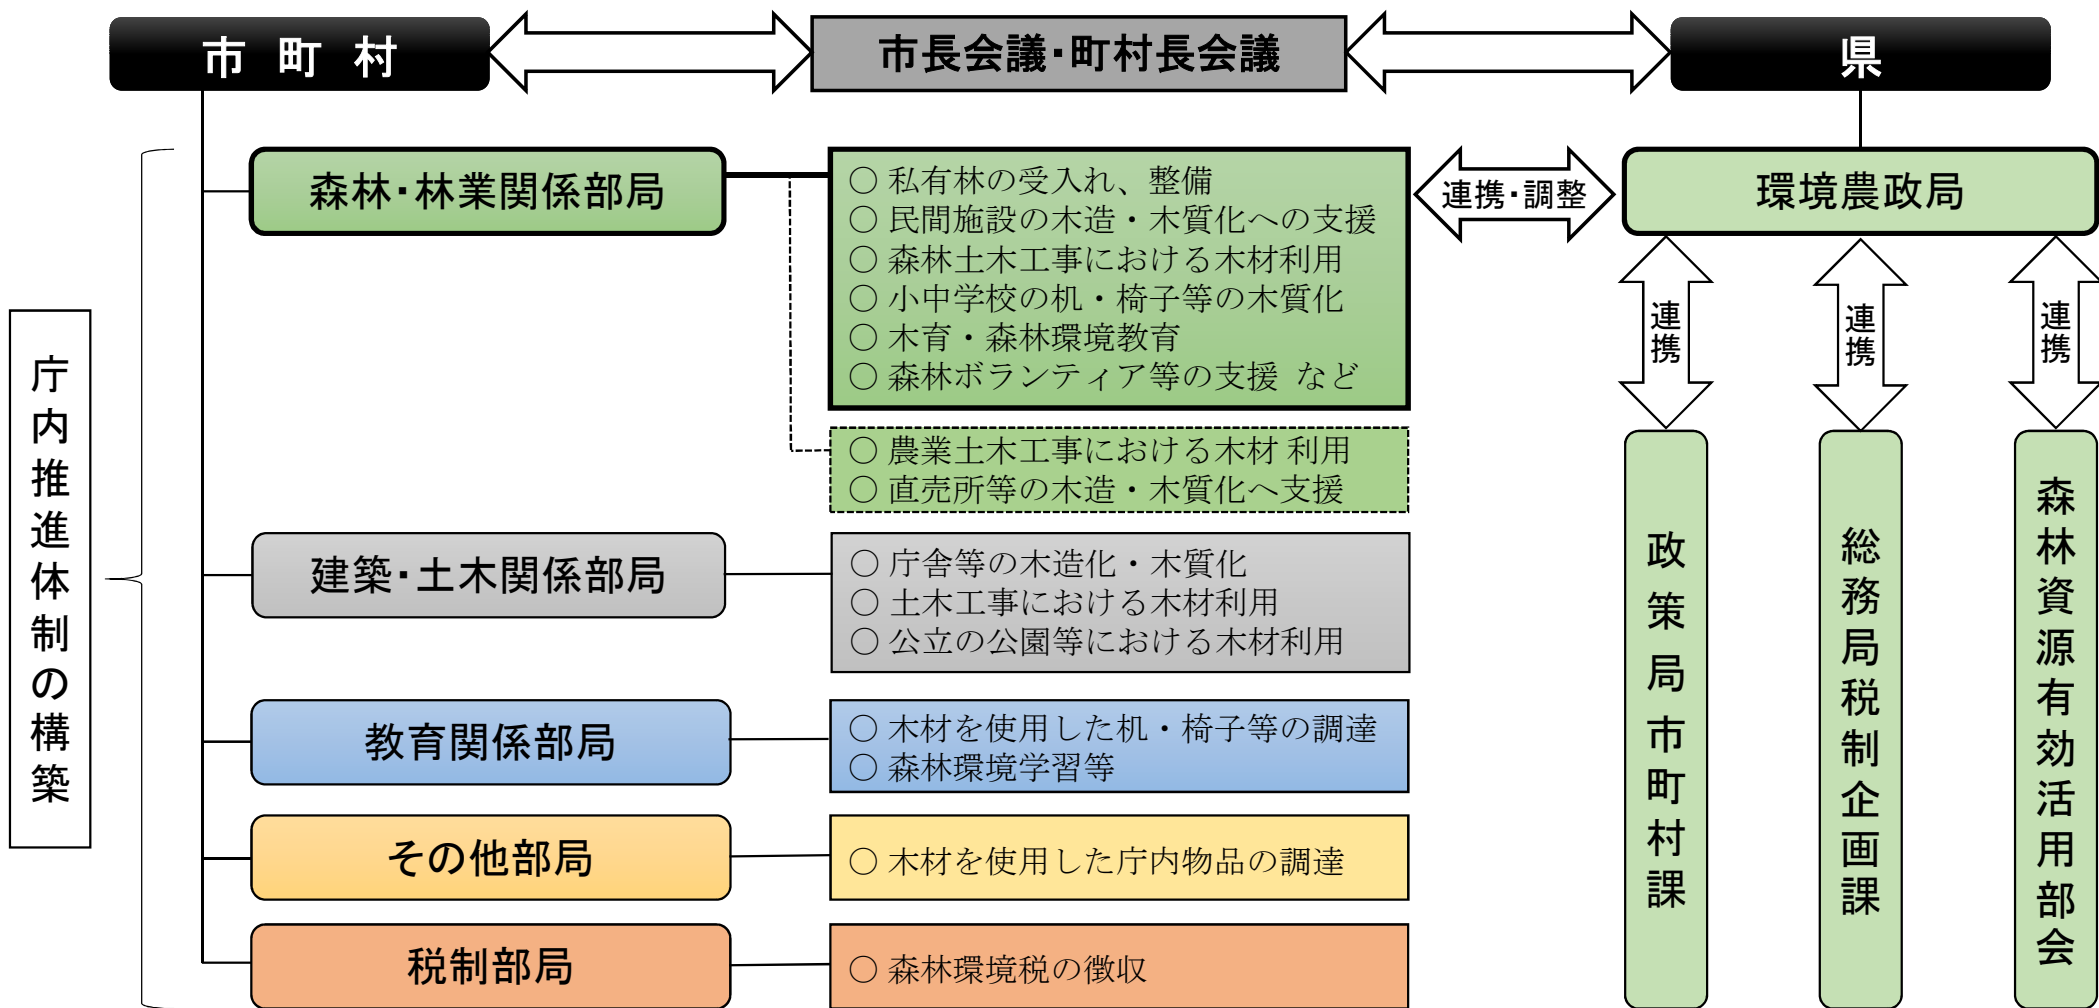 市町村
市長会議・町村長会議
県
庁内推進体制の構築
森林・林業関係部局
○ 私有林の受入れ、整備
○ 民間施設の木造・木質化への支援
○ 森林土木工事における木材利用
○ 小中学校の机・椅子等の木質化
○ 木育・森林環境教育
○ 森林ボランティア等の支援 など
○ 農業土木工事における木材 利用
○ 直売所等の木造・木質化へ支援
建築・土木関係部局
○ 庁舎等の木造化・木質化
○ 土木工事における木材利用
○ 公立の公園等における木材利用
教育関係部局
○ 木材を使用した机・椅子等の調達
○ 森林環境学習等
その他部局
○ 木材を使用した庁内物品の調達
税制部局
○ 森林環境税の徴収
連携・調整
環境農政局
連携
連携
連携
政策局市町村課
総務局税制企画課
森林資源有効活用部会